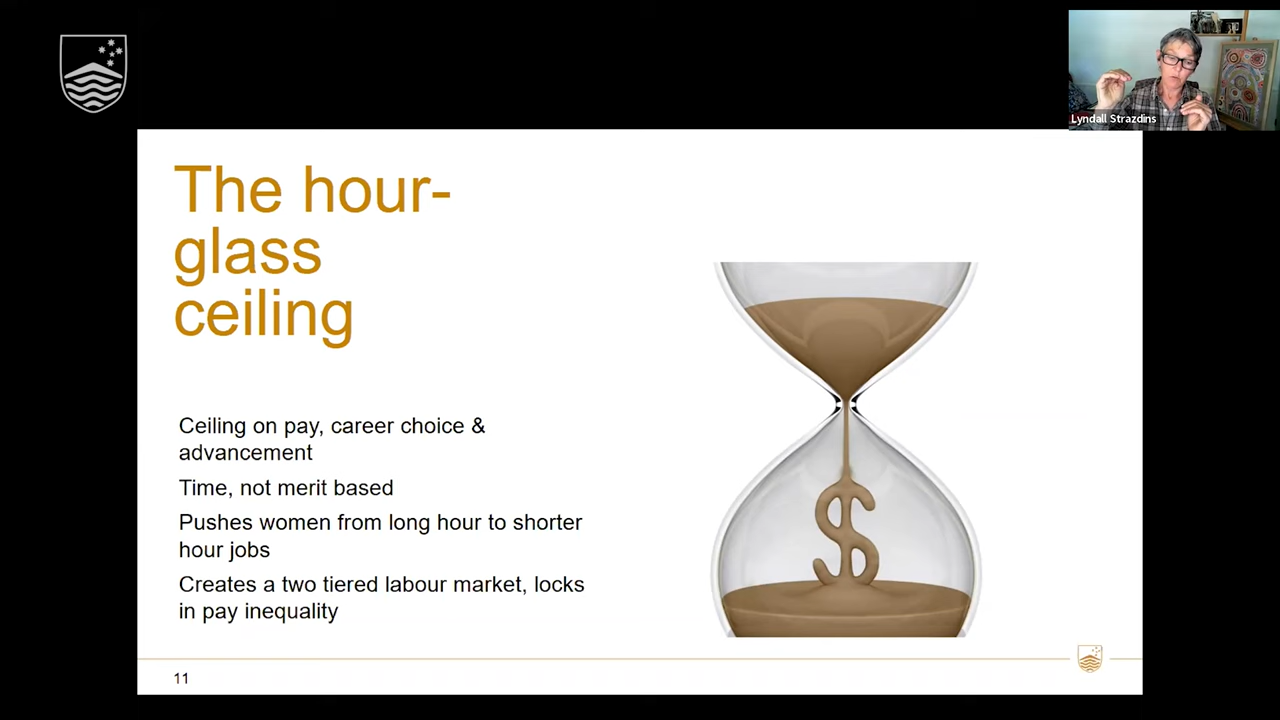 Lyndall Strazdins
The hour-
glass
ceiling
Ceiling on pay, career choice &
advancement
Time, not merit based
Pushes women from long hour to shorter
hour jobs
Creates a two tiered labour market, locks
in pay inequality
$
11